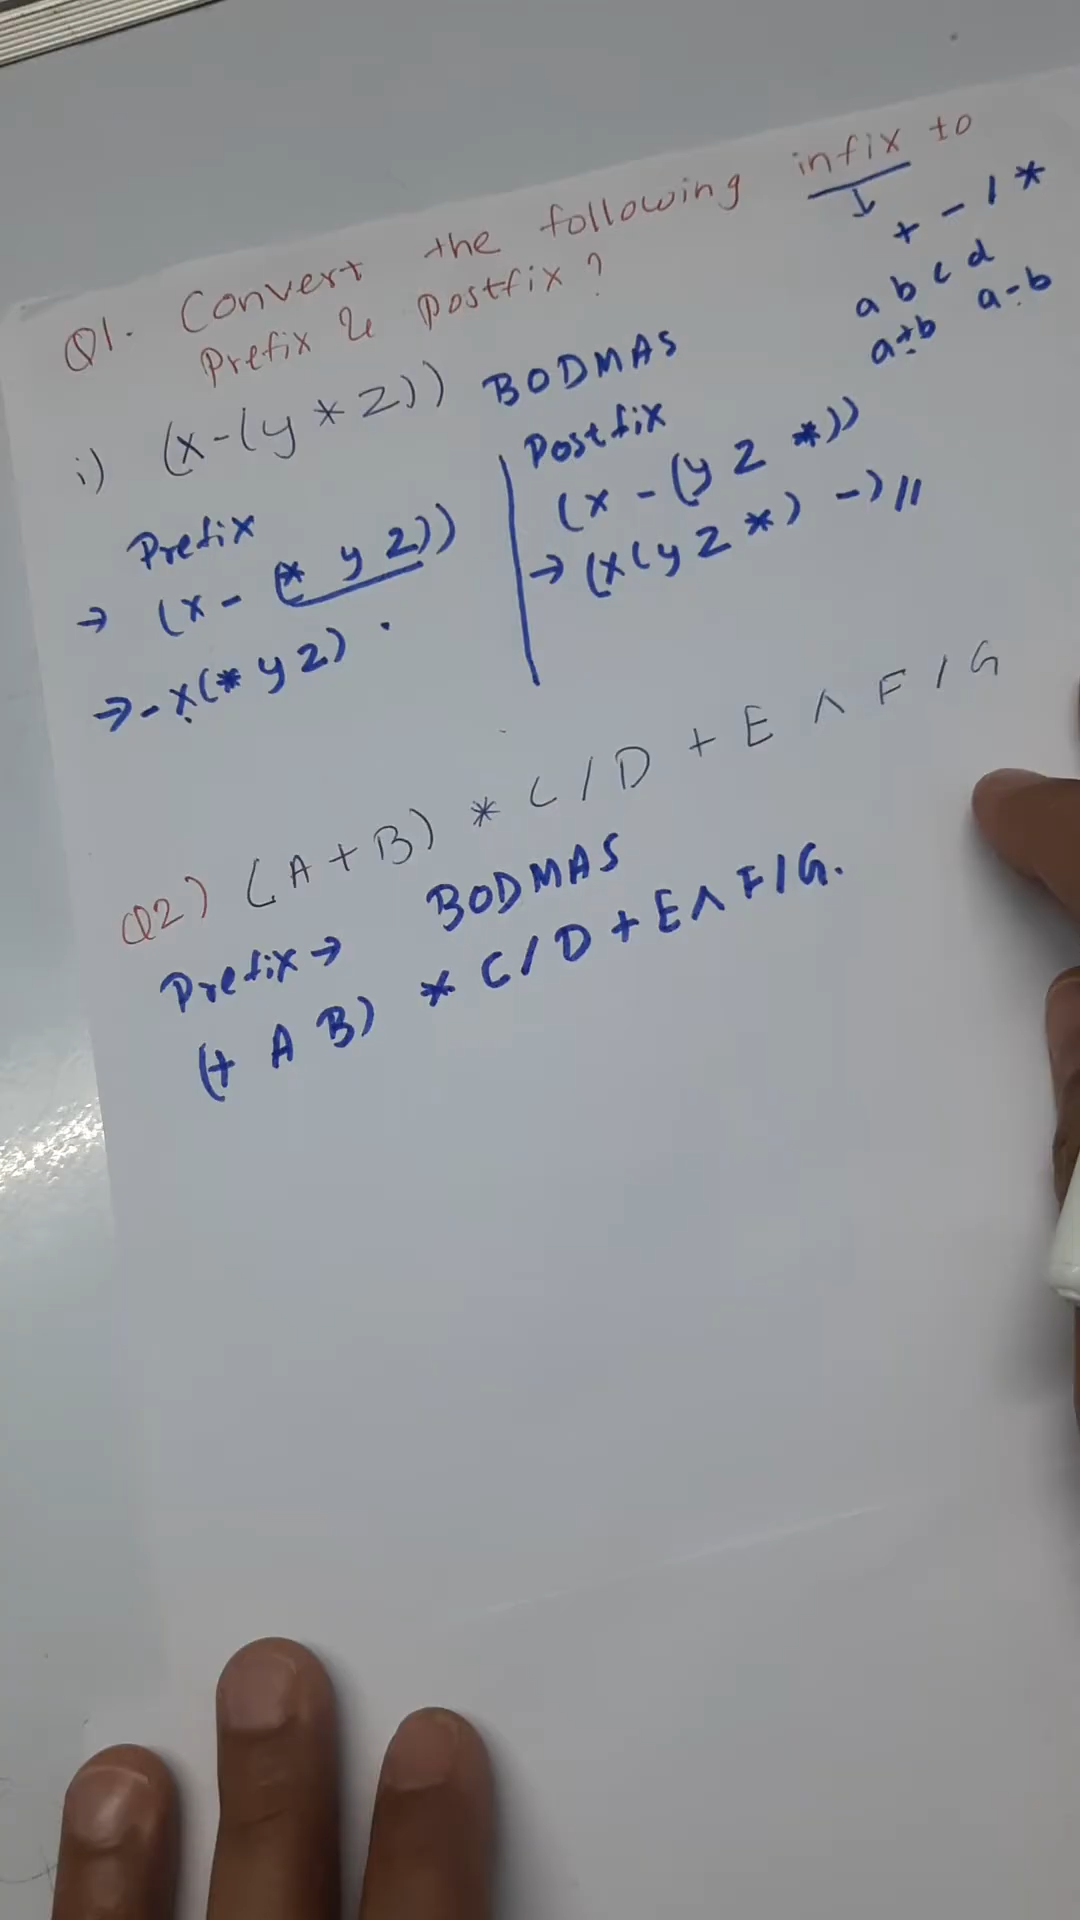 Q1. Convert the following infix to
Prefix & Postfix?
↓
+ - / *
a b c d
a+b a-b
i) (x-(y*z)) BODMAS
Prefix
→ (x - (* y z))
→ - x(* y z) .
Postfix
(x - (y z *))
→ (x(y z *) -) //
Q2) (A+B) * C / D + E ^ F / G
BODMAS
Prefix →
(+ A B) * C / D + E ^ F / G.